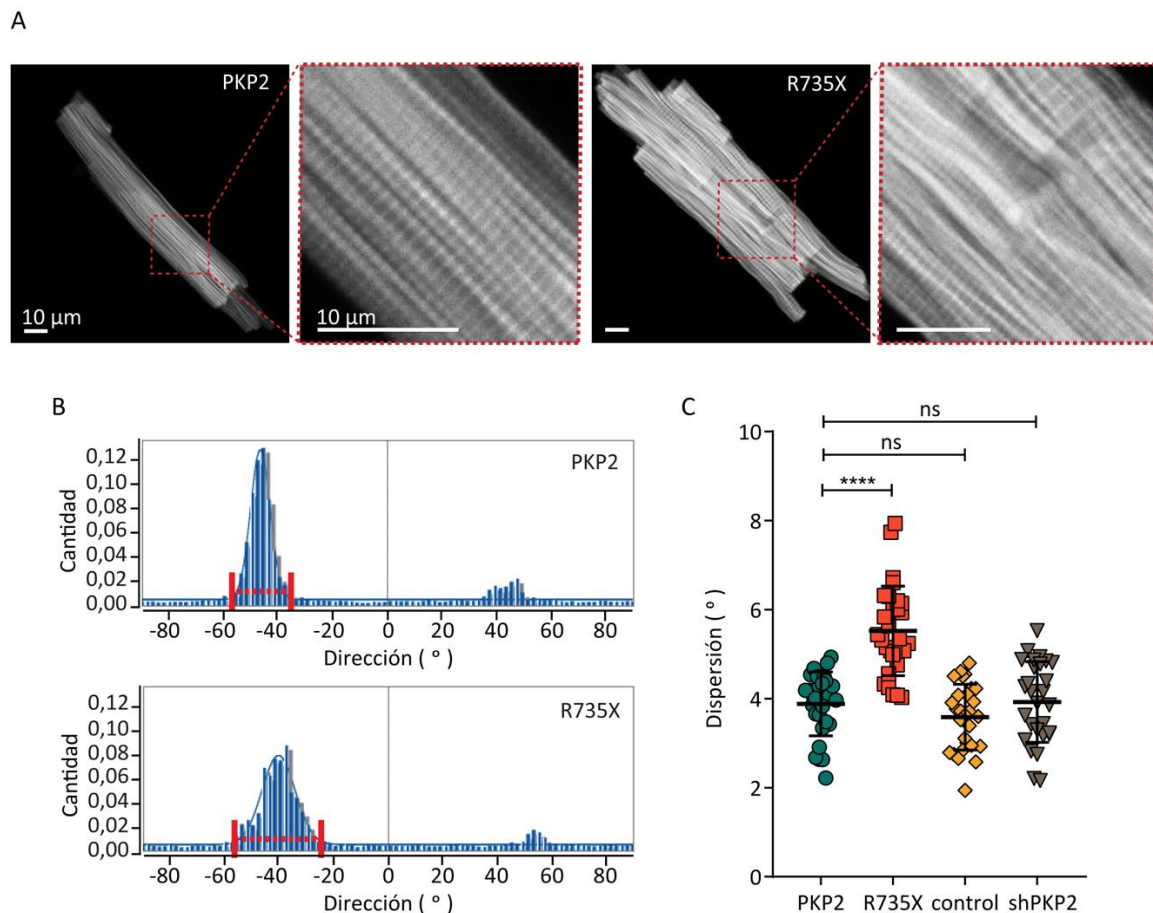 A
PKP2
10 µm
10 µm
R735X
B
PKP2
Cantidad
0,12
0,10
0,08
0,06
0,04
0,02
0,00
-80 -60 -40 -20 0 20 40 60 80
Dirección ( º )
R735X
Cantidad
0,12
0,10
0,08
0,06
0,04
0,02
0,00
-80 -60 -40 -20 0 20 40 60 80
Dirección ( º )
C
ns
ns
****
Dispersión ( º )
10
8
6
4
2
0
PKP2 R735X control shPKP2